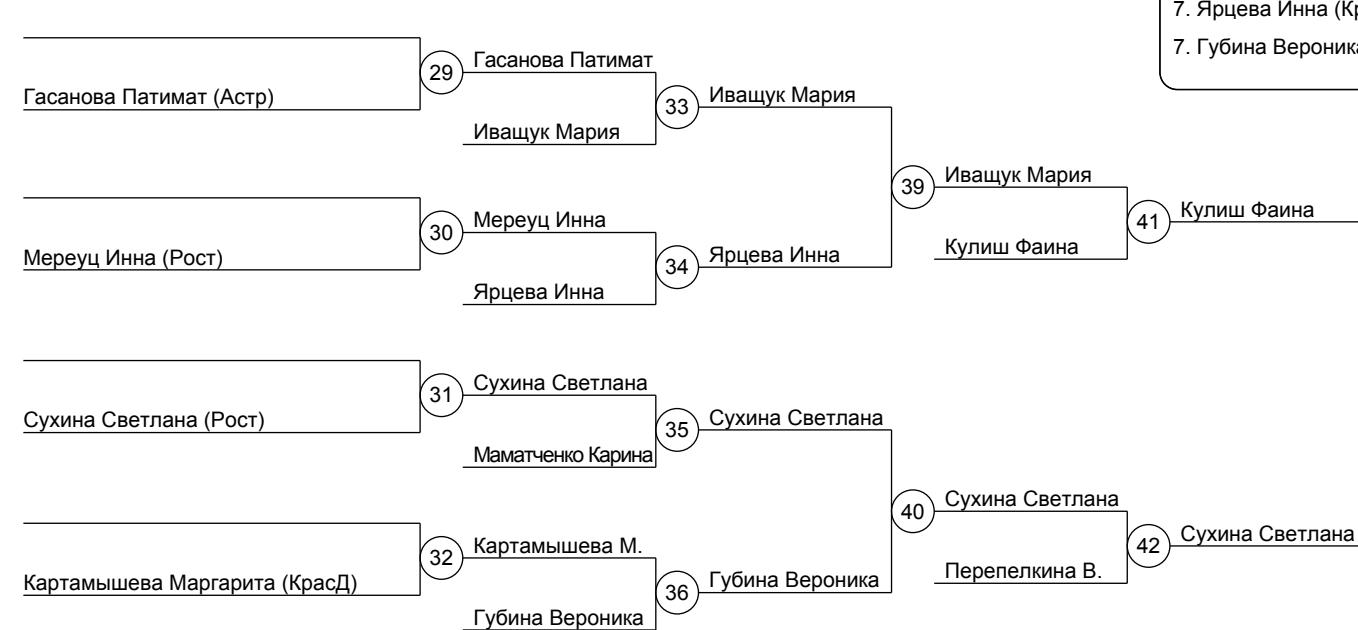 7. Ярцева Инна
7. Губина
Гасанова Патимат
29
Гасанова Патимат (Астр)
Иващук Мария
33
Иващук Мария
Иващук Мария
39
Мереуц Инна
30
Кулиш Фаина
41
Мереуц Инна (Рост)
Ярцева Инна
34
Кулиш Фаина
Ярцева Инна
Сухина Светлана
31
Сухина Светлана (Рост)
Сухина Светлана
35
Маматченко Карина
Сухина Светлана
40
Картамышева М.
32
Сухина Светлана
42
Картамышева Маргарита (КрасД)
Губина Вероника
36
Перепелкина В.
Губина Вероника